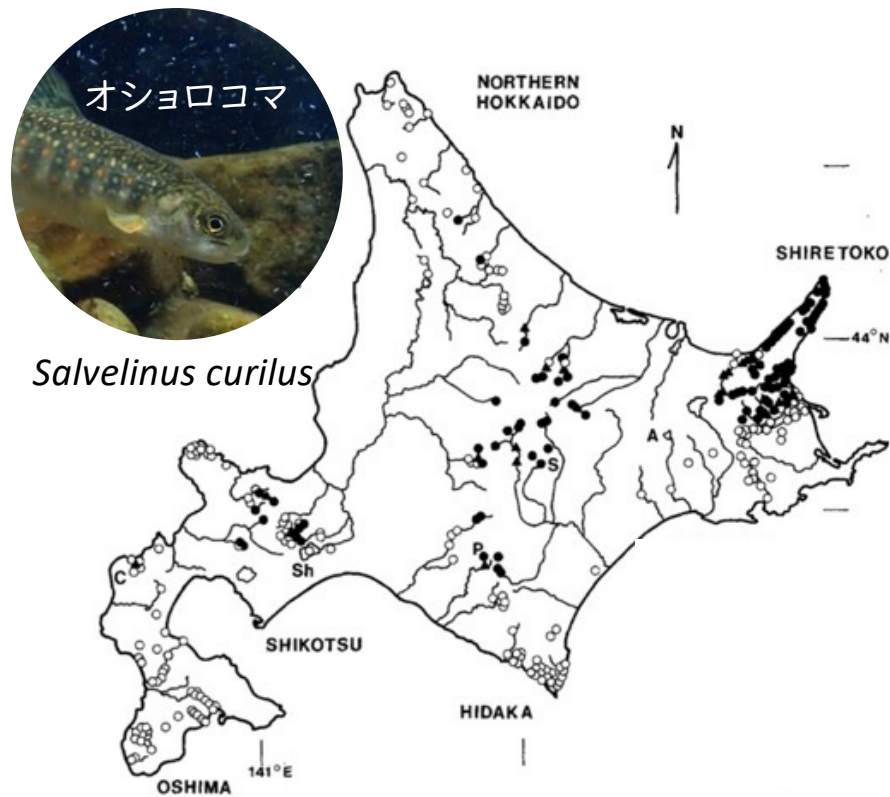 オショロコマ
Salvelinus curilus
NORTHERN
HOKKAIDO
N
SHIRETOKO
44°N
A
S
P
Sh
C
SHIKOTSU
HIDAKA
141°E
OSHIMA